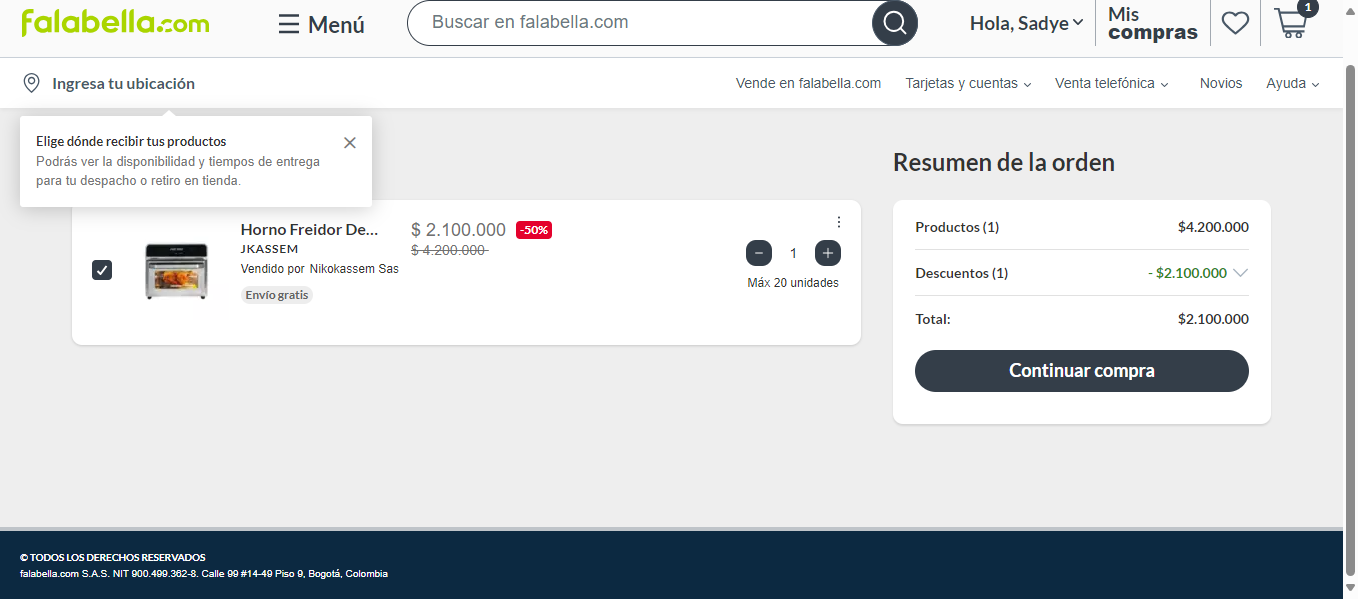 falabella.com
Menú
Buscar en falabella.com
Hola, Sadye
Mis
compras
1
Ingresa tu ubicación
Vende en falabella.com
Tarjetas y cuentas
Venta telefónica
Novios
Ayuda
Elige dónde recibir tus productos
Podrás ver la disponibilidad y tiempos de entrega
para tu despacho o retiro en tienda.
Horno Freidor De...
JKASSEM
Vendido por Nikokassem Sas
Envío gratis
$ 2.100.000 -50%
$ 4.200.000
- 1 +
Máx 20 unidades
Resumen de la orden
Productos (1) $4.200.000
Descuentos (1) - $2.100.000
Total: $2.100.000
Continuar compra
© TODOS LOS DERECHOS RESERVADOS
falabella.com S.A.S. NIT 900.499.362-8. Calle 99 #14-49 Piso 9, Bogotá, Colombia